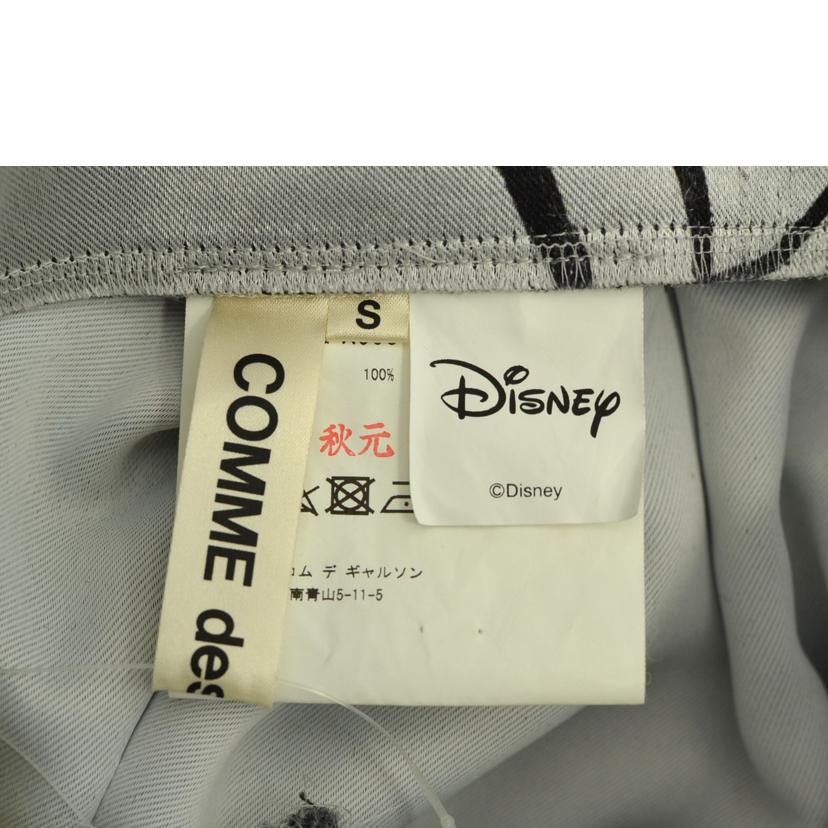 S
COMME des
100%
秋元
コム デ ギャルソン
南青山5-11-5
Disney
©Disney